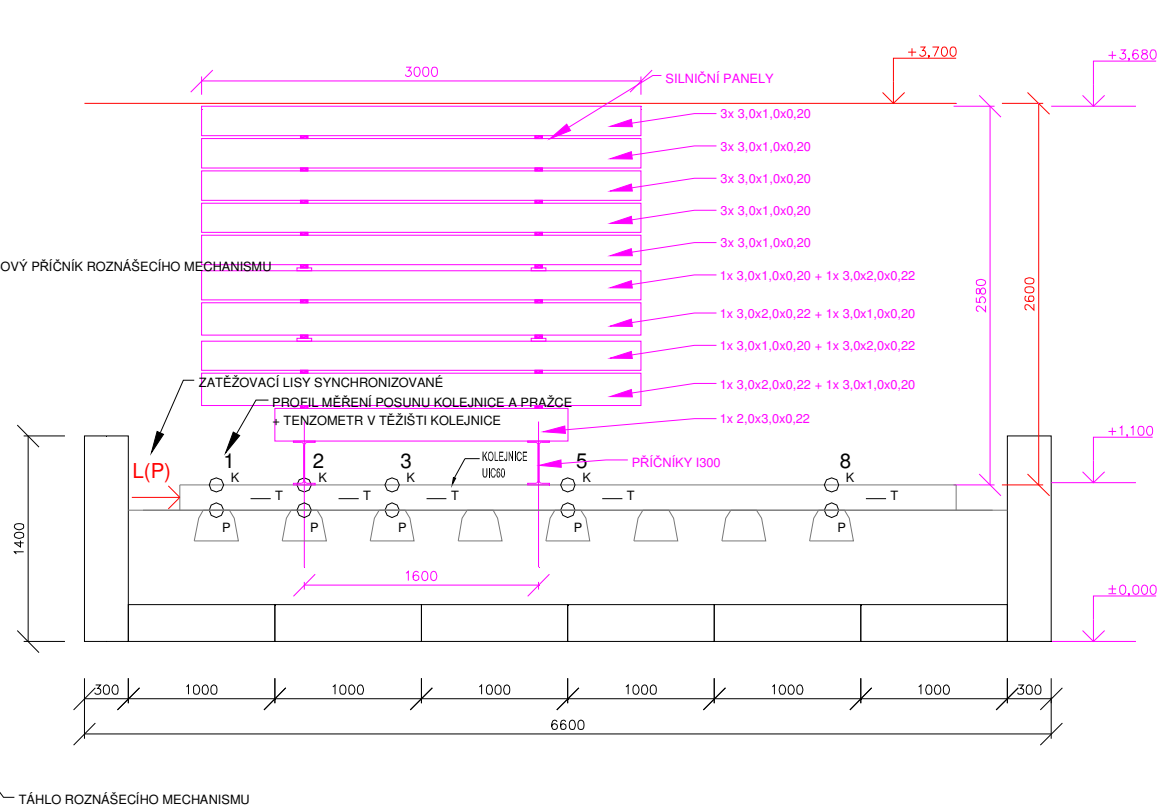 +3,700
+3,680
3000
SILNIČNÍ PANELY
3x 3,0x1,0x0,20
3x 3,0x1,0x0,20
3x 3,0x1,0x0,20
3x 3,0x1,0x0,20
3x 3,0x1,0x0,20
OVÝ PŘÍČNÍK ROZNÁŠECÍHO MECHANISMU
1x 3,0x1,0x0,20 + 1x 3,0x2,0x0,22
2580
2600
1x 3,0x2,0x0,22 + 1x 3,0x1,0x0,20
1x 3,0x1,0x0,20 + 1x 3,0x2,0x0,22
ZATĚŽOVACÍ LISY SYNCHRONIZOVANÉ
1x 3,0x2,0x0,22 + 1x 3,0x1,0x0,20
PROFIL MĚŘENÍ POSUNU KOLEJNICE A PRAŽCE
+ TENZOMETR V TĚŽIŠTI KOLEJNICE
1x 2,0x3,0x0,22
+1,100
KOLEJNICE
UIC60
PŘÍČNÍKY I300
L(P)
1 2 3 5 8
K K K K K
T T T T T
P P P P P
1400
1600
±0,000
300 1000 1000 1000 1000 1000 1000 300
6600
TÁHLO ROZNÁŠECÍHO MECHANISMU